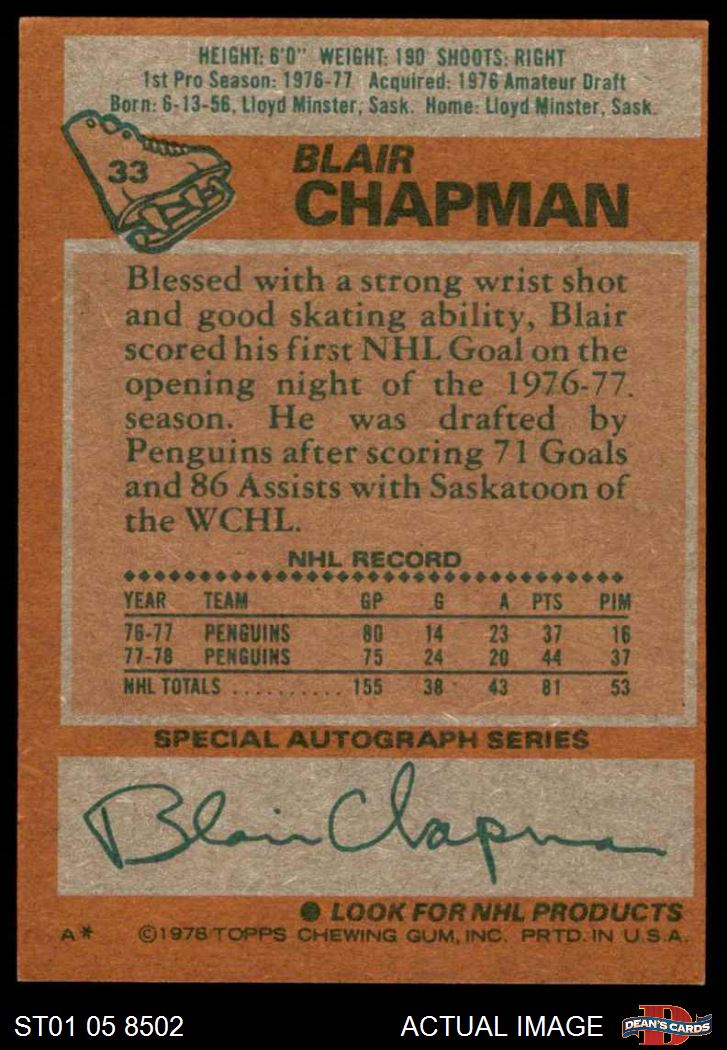 HEIGHT: 6'0" WEIGHT: 190 SHOOTS: RIGHT
1st Pro Season: 1976-77 Acquired: 1976 Amateur Draft
Born: 6-13-56, Lloyd Minster, Sask. Home: Lloyd Minster, Sask.
33
BLAIR
CHAPMAN
Blessed with a strong wrist shot
and good skating ability, Blair
scored his first NHL Goal on the
opening night of the 1976-77.
season. He was drafted by
Penguins after scoring 71 Goals
and 86 Assists with Saskatoon of
the WCHL.
NHL RECORD
YEAR TEAM GP G A PTS PIM
76-77 PENGUINS 80 14 23 37 16
77-78 PENGUINS 75 24 20 44 37
NHL TOTALS .......... 155 38 43 81 53
SPECIAL AUTOGRAPH SERIES
Blair Chapman
● LOOK FOR NHL PRODUCTS
A* ©1978 TOPPS CHEWING GUM, INC. PRTD. IN U.S.A.
ST01 05 8502 ACTUAL IMAGE
D
DEAN'S CARDS